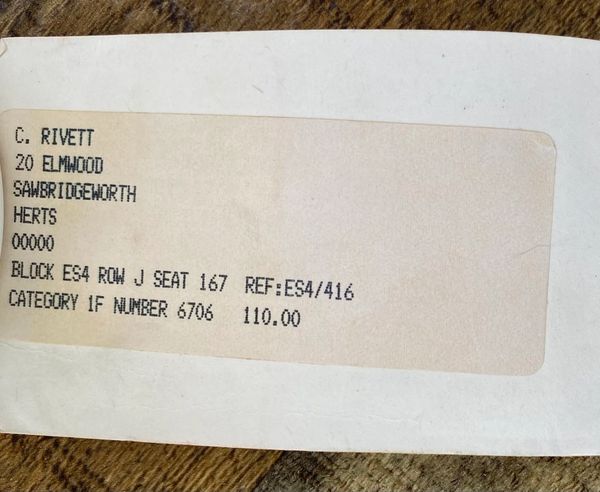 C. RIVETT
20 ELMWOOD
SAWBRIDGEWORTH
HERTS
00000
BLOCK ES4 ROW J SEAT 167 REF:ES4/416
CATEGORY 1F NUMBER 6706 110.00